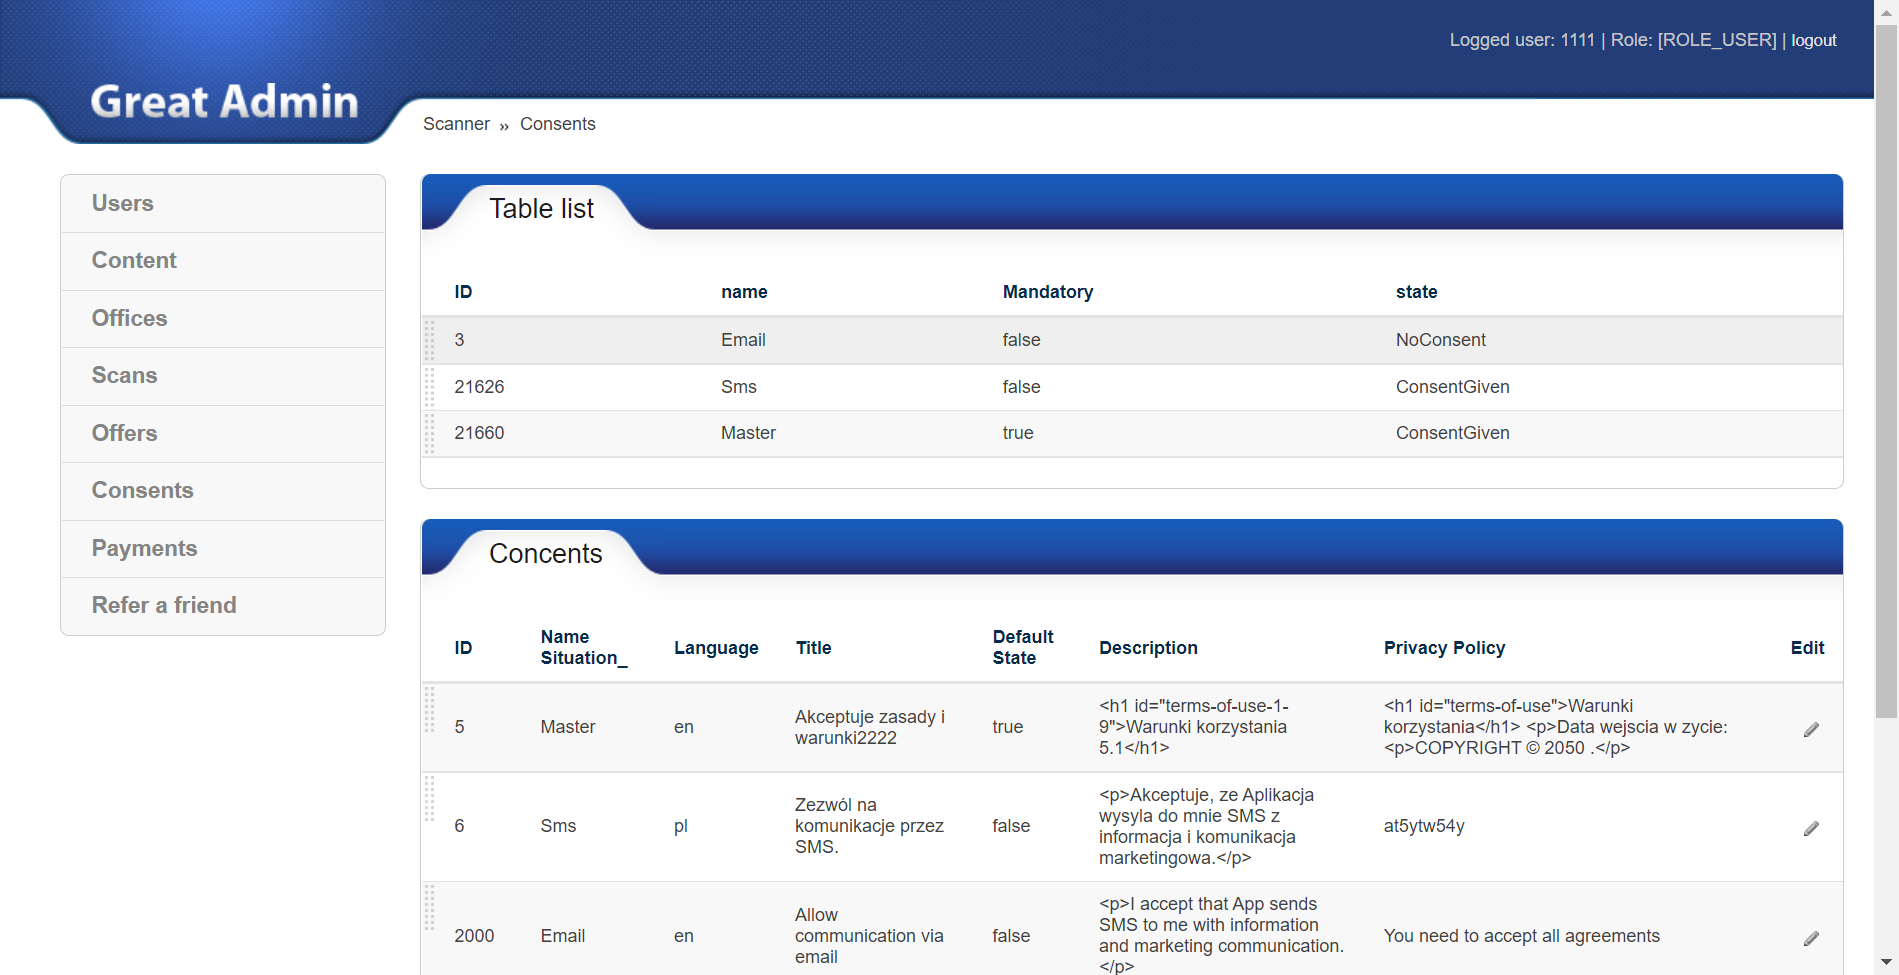 Logged user: 1111 | Role: [ROLE_USER] | logout
Great Admin
Scanner » Consents
Users
Content
Offices
Scans
Offers
Consents
Payments
Refer a friend
Table list
ID name Mandatory state
3 Email false NoConsent
21626 Sms false ConsentGiven
21660 Master true ConsentGiven
Concents
ID Name Situation_ Language Title Default State Description Privacy Policy Edit
5 Master en
Akceptuje zasady i
warunki2222
true
<h1 id="terms-of-use-1-
9">Warunki korzystania
5.1</h1>
<h1 id="terms-of-use">Warunki
korzystania</h1> <p>Data wejscia w zycie:
<p>COPYRIGHT © 2050 .</p>
6 Sms pl
Zezwól na
komunikacje przez
SMS.
false
<p>Akceptuje, ze Aplikacja
wysyla do mnie SMS z
informacja i komunikacja
marketingowa.</p>
at5ytw54y
2000 Email en
Allow
communication via
email
false
<p>I accept that App sends
SMS to me with information
and marketing communication.
</p>
You need to accept all agreements